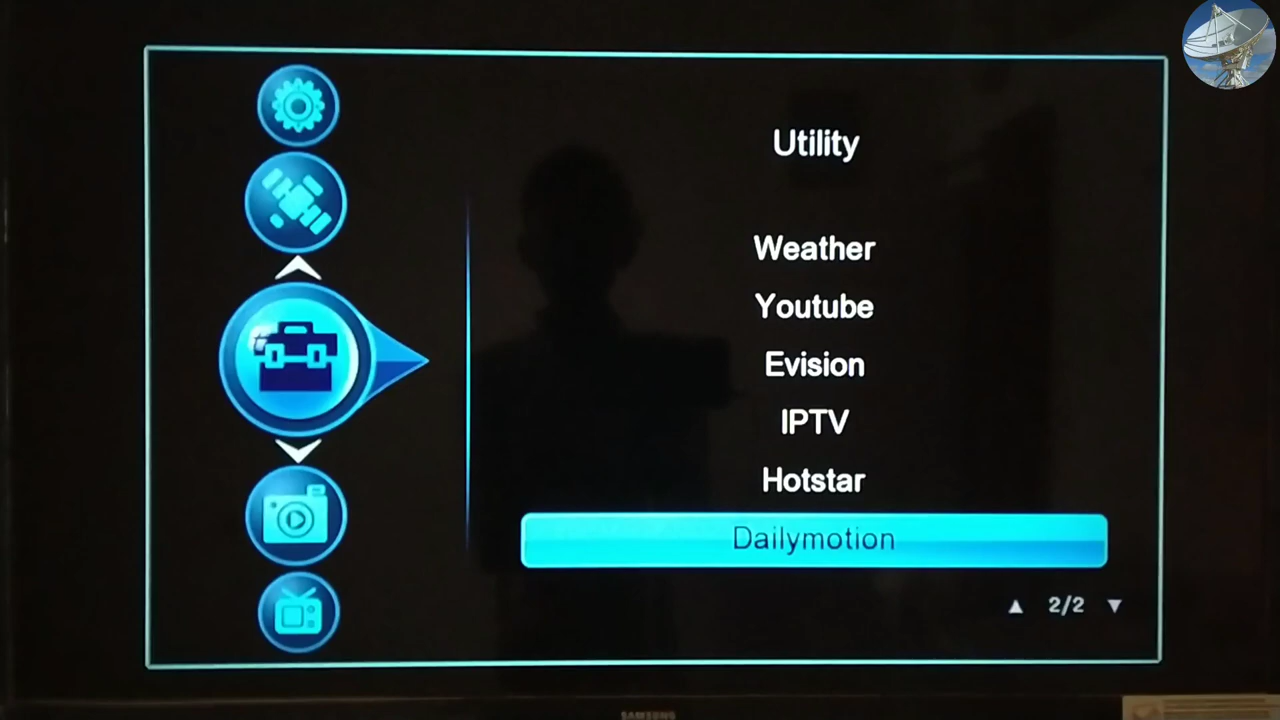 Utility
Weather
Youtube
Evision
IPTV
Hotstar
Dailymotion
▲ 2/2 ▼
SAMSUNG